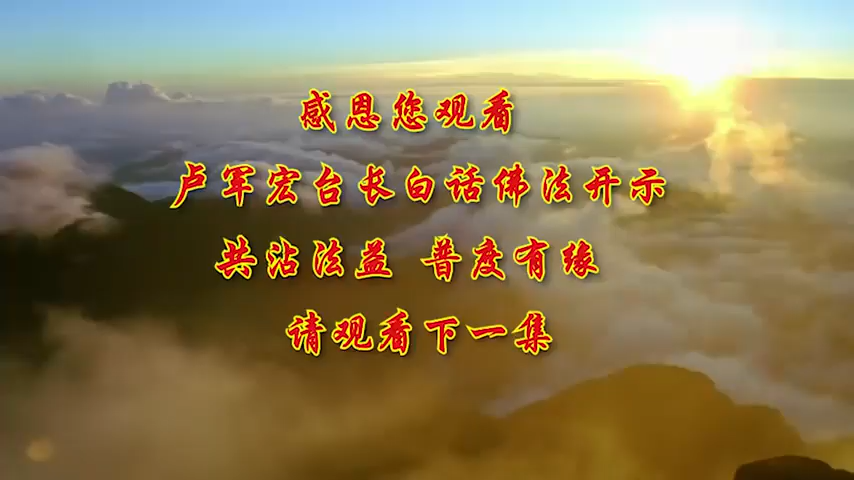 感恩您观看
卢军宏台长白话佛法开示
共沾法益 普度有缘
请观看下一集